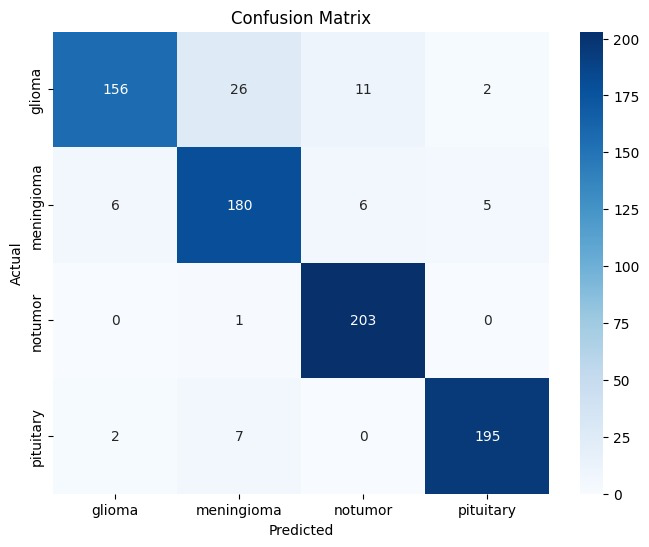 Confusion Matrix
Actual
glioma 156 26 11 2
meningioma 6 180 6 5
notumor 0 1 203 0
pituitary 2 7 0 195
glioma meningioma notumor pituitary
Predicted
200
175
150
125
100
75
50
25
0